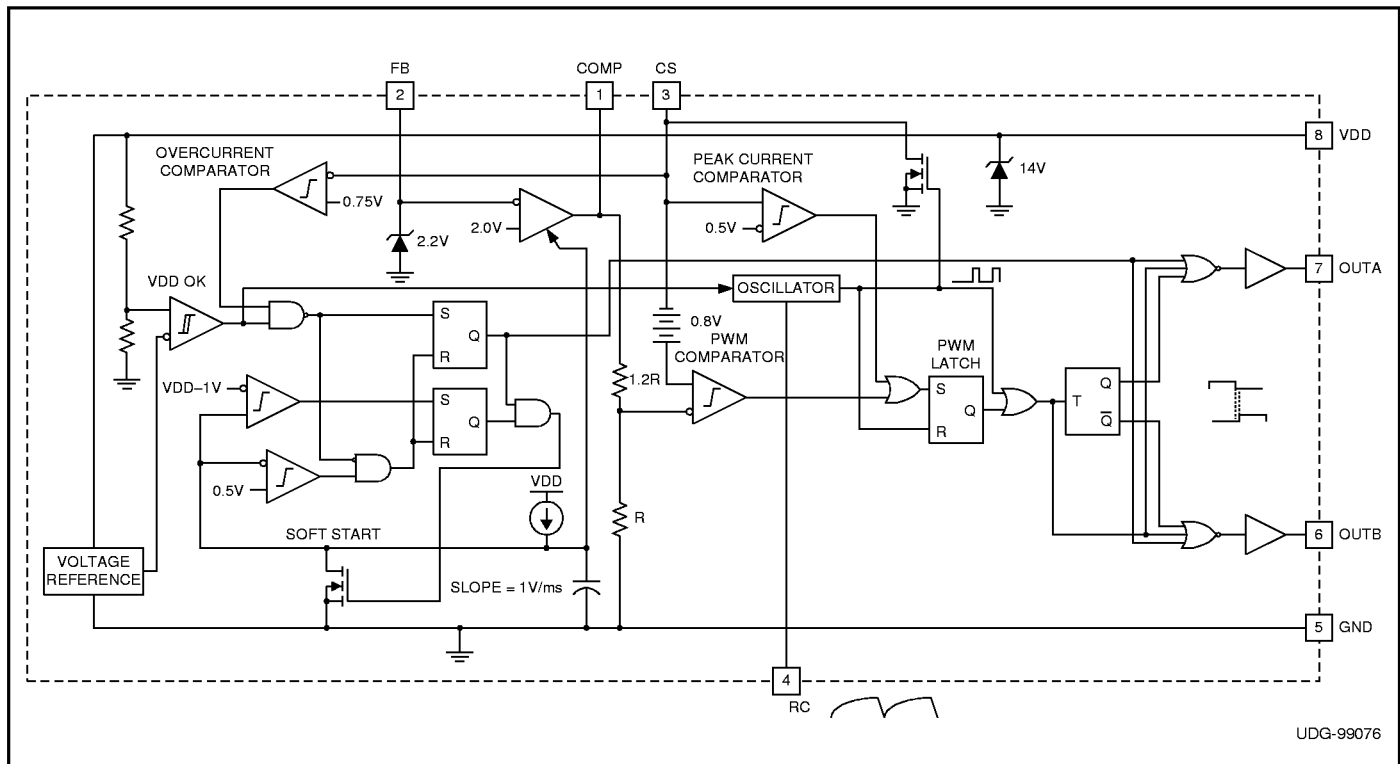 FB
COMP
CS
2
1
3
8
VDD
OVERCURRENT
COMPARATOR
PEAK CURRENT
COMPARATOR
14V
0.75V
2.0V
0.5V
2.2V
VDD OK
7
OUTA
OSCILLATOR
S
Q
R
0.8V
PWM
COMPARATOR
PWM
LATCH
1.2R
VDD–1V
S
Q
R
S
Q
R
T
Q
Q
0.5V
VDD
R
SOFT START
6
OUTB
VOLTAGE
REFERENCE
SLOPE = 1V/ms
5
GND
4
RC
UDG-99076